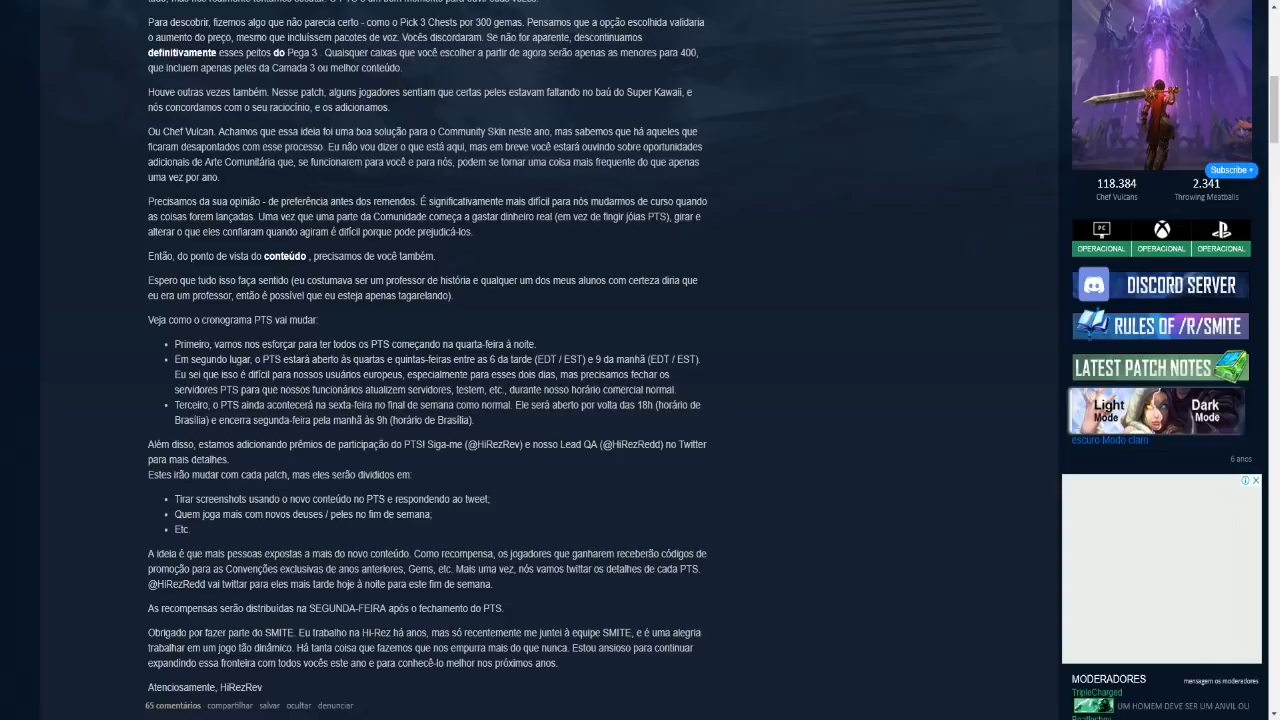 Para descobrir, fizemos algo que não parecia certo - como o Pick 3 Chests por 300 gemas. Pensamos que a opção escolhida validaria
o aumento do preço, mesmo que incluíssem pacotes de voz. Vocês discordaram. Se não for aparente, descontinuamos
definitivamente esses peitos do Pega 3 . Quaisquer caixas que você escolher a partir de agora serão apenas as menores para 400,
que incluem apenas peles da Camada 3 ou melhor conteúdo.
Houve outras vezes também. Nesse patch, alguns jogadores sentiam que certas peles estavam faltando no baú do Super Kawaii, e
nós concordamos com o seu raciocínio, e os adicionamos.
Ou Chef Vulcan. Achamos que essa ideia foi uma boa solução para o Community Skin neste ano, mas sabemos que há aqueles que
ficaram desapontados com esse processo. Eu não vou dizer o que está aqui, mas em breve você estará ouvindo sobre oportunidades
adicionais de Arte Comunitária que, se funcionarem para você e para nós, podem se tornar uma coisa mais frequente do que apenas
uma vez por ano.
Precisamos da sua opinião - de preferência antes dos remendos. É significativamente mais difícil para nós mudarmos de curso quando
as coisas forem lançadas. Uma vez que uma parte da Comunidade começa a gastar dinheiro real (em vez de fingir jóias PTS), girar e
alterar o que eles confiaram quando agiram é difícil porque pode prejudicá-los.
Então, do ponto de vista do conteúdo , precisamos de você também.
Espero que tudo isso faça sentido (eu costumava ser um professor de história e qualquer um dos meus alunos com certeza diria que
eu era um professor, então é possível que eu esteja apenas tagarelando).
Veja como o cronograma PTS vai mudar:
• Primeiro, vamos nos esforçar para ter todos os PTS começando na quarta-feira à noite.
• Em segundo lugar, o PTS estará aberto às quartas e quintas-feiras entre as 6 da tarde (EDT / EST) e 9 da manhã (EDT / EST).
Eu sei que isso é difícil para nossos usuários europeus, especialmente para esses dois dias, mas precisamos fechar os
servidores PTS para que nossos funcionários atualizem servidores, testem, etc., durante nosso horário comercial normal.
• Terceiro, o PTS ainda acontecerá na sexta-feira no final de semana como normal. Ele será aberto por volta das 18h (horário de
Brasília) e encerra segunda-feira pela manhã às 9h (horário de Brasília).
Além disso, estamos adicionando prêmios de participação do PTS! Siga-me (@HiRezRev) e nosso Lead QA (@HiRezRedd) no Twitter
para mais detalhes.
Estes irão mudar com cada patch, mas eles serão divididos em:
• Tirar screenshots usando o novo conteúdo no PTS e respondendo ao tweet;
• Quem joga mais com novos deuses / peles no fim de semana;
• Etc.
A ideia é que mais pessoas expostas a mais do novo conteúdo. Como recompensa, os jogadores que ganharem receberão códigos de
promoção para as Convenções exclusivas de anos anteriores, Gems, etc. Mais uma vez, nós vamos twittar os detalhes de cada PTS.
@HiRezRedd vai twittar para eles mais tarde hoje à noite para este fim de semana.
As recompensas serão distribuídas na SEGUNDA-FEIRA após o fechamento do PTS.
Obrigado por fazer parte do SMITE. Eu trabalho na Hi-Rez há anos, mas só recentemente me juntei à equipe SMITE, e é uma alegria
trabalhar em um jogo tão dinâmico. Há tanta coisa que fazemos que nos empurra mais do que nunca. Estou ansioso para continuar
expandindo essa fronteira com todos vocês este ano e para conhecê-lo melhor nos próximos anos.
Atenciosamente, HiRezRev
65 comentários compartilhar salvar ocultar denunciar
Subscribe +
118.384 2.341
Chef Vulcans Throwing Meatballs
PC
OPERACIONAL OPERACIONAL OPERACIONAL
DISCORD SERVER
RULES OF /R/SMITE
LATEST PATCH NOTES
Light Mode Dark Mode
escuro Modo claro
6 anos
MODERADORES mensagem os moderadores
TripleCharged
UM HOMEM DEVE SER UM ANVIL OU